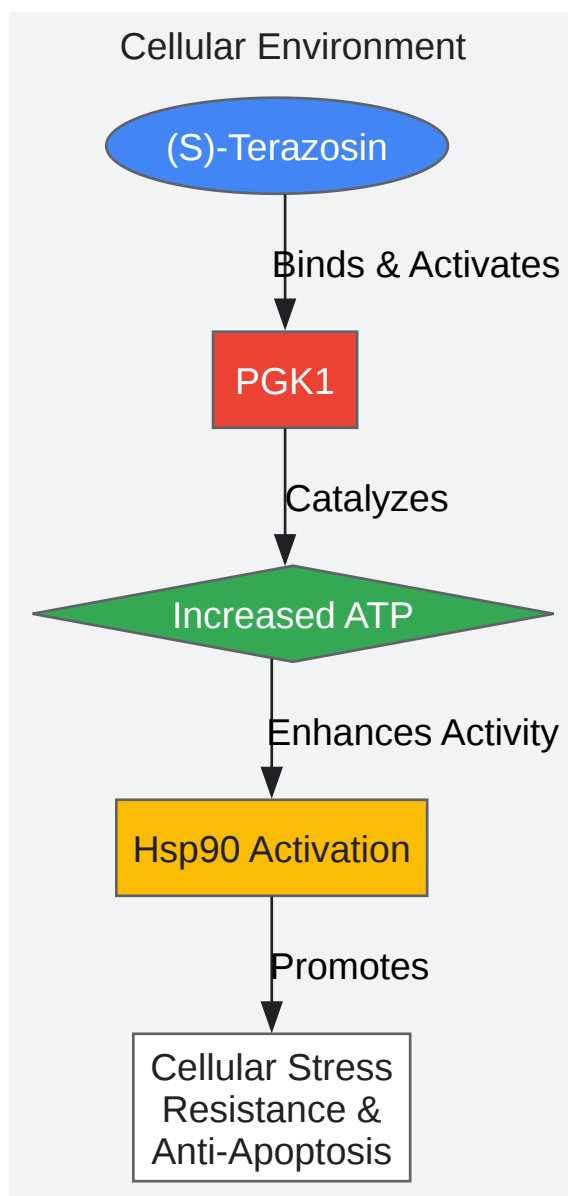 Cellular Environment
(S)-Terazosin
Binds & Activates
PGK1
Catalyzes
Increased ATP
Enhances Activity
Hsp90 Activation
Promotes
Cellular Stress
Resistance &
Anti-Apoptosis